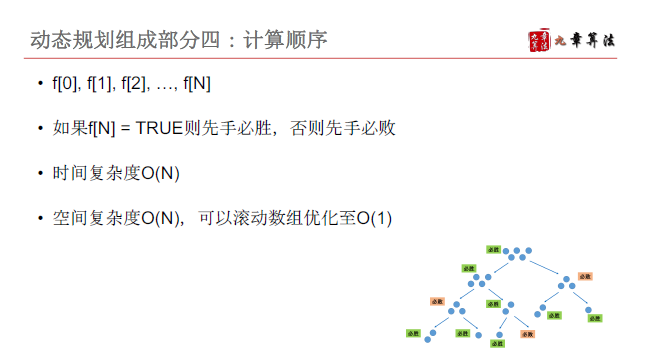 动态规划组成部分四：计算顺序
九章算法
九章算法
• f[0], f[1], f[2], …, f[N]
• 如果f[N] = TRUE则先手必胜，否则先手必败
• 时间复杂度O(N)
• 空间复杂度O(N)，可以滚动数组优化至O(1)
必胜
必胜
必败
必败
必胜
必胜
必胜
必胜
必胜
必胜
必败